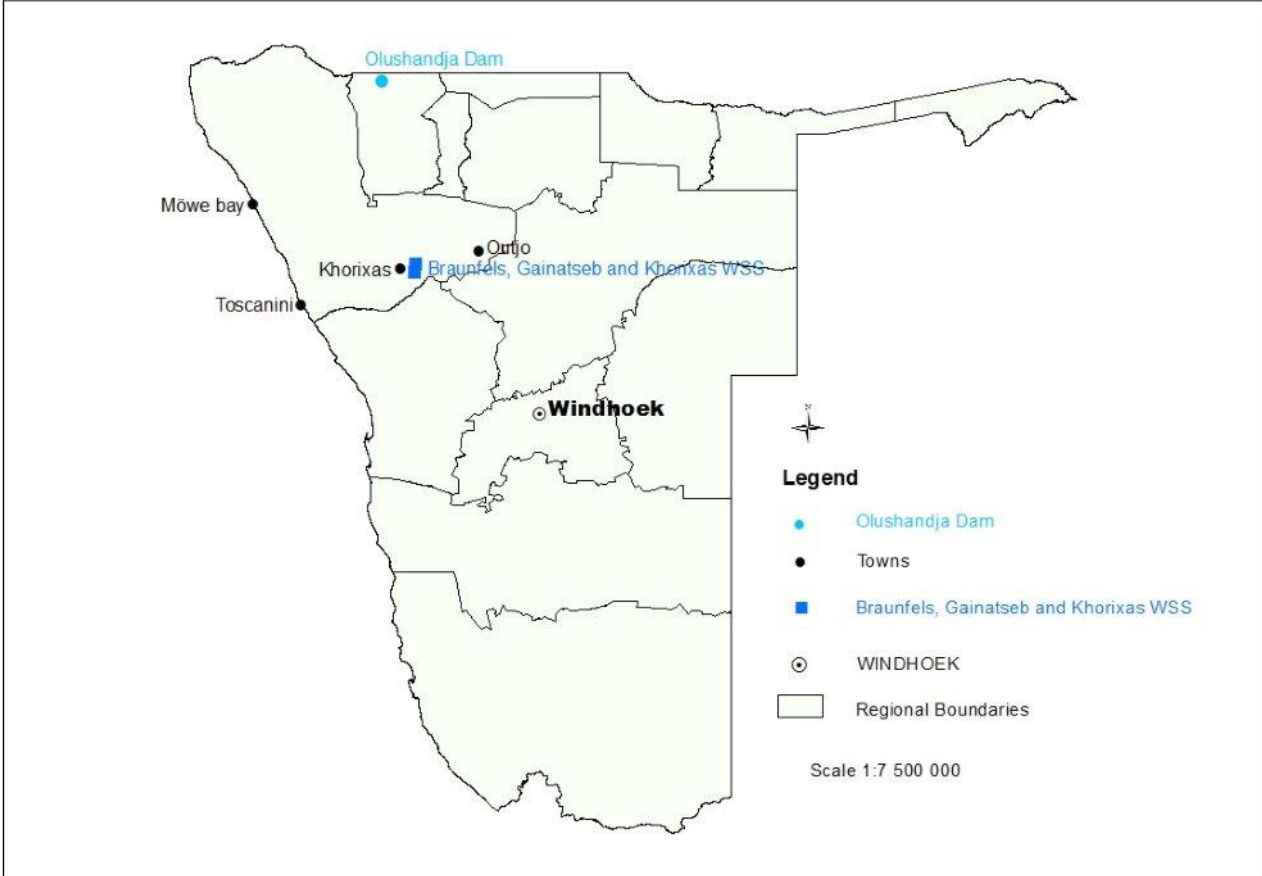 Olushandja Dam
Möwe bay
Outjo
Khorixas
Braunfels, Gainatseb and Khorixas WSS
Toscanini
Windhoek
N
Legend
Olushandja Dam
Towns
Braunfels, Gainatseb and Khorixas WSS
WINDHOEK
Regional Boundaries
Scale 1:7 500 000